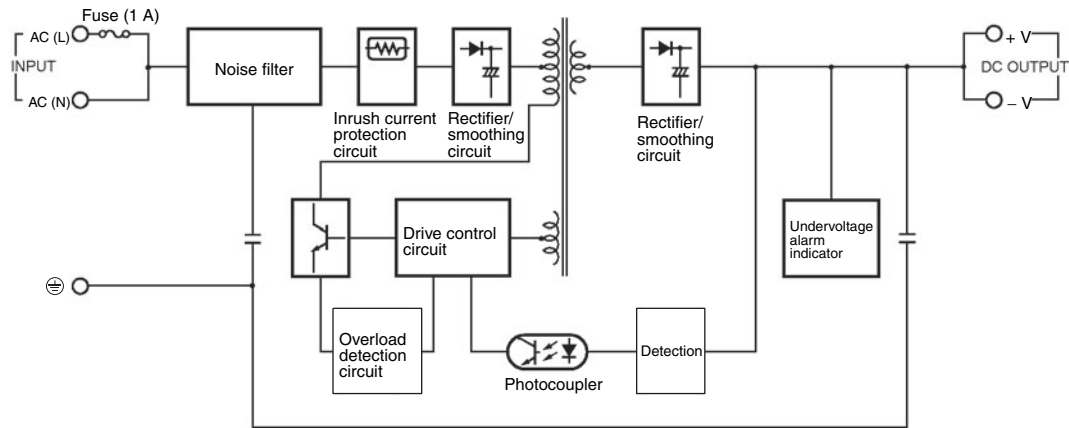 Fuse (1 A)
AC (L)
INPUT
AC (N)
Noise filter
Inrush current
protection
circuit
Rectifier/
smoothing
circuit
Rectifier/
smoothing
circuit
+ V
DC OUTPUT
– V
Drive control
circuit
Undervoltage
alarm
indicator
Overload
detection
circuit
Photocoupler
Detection